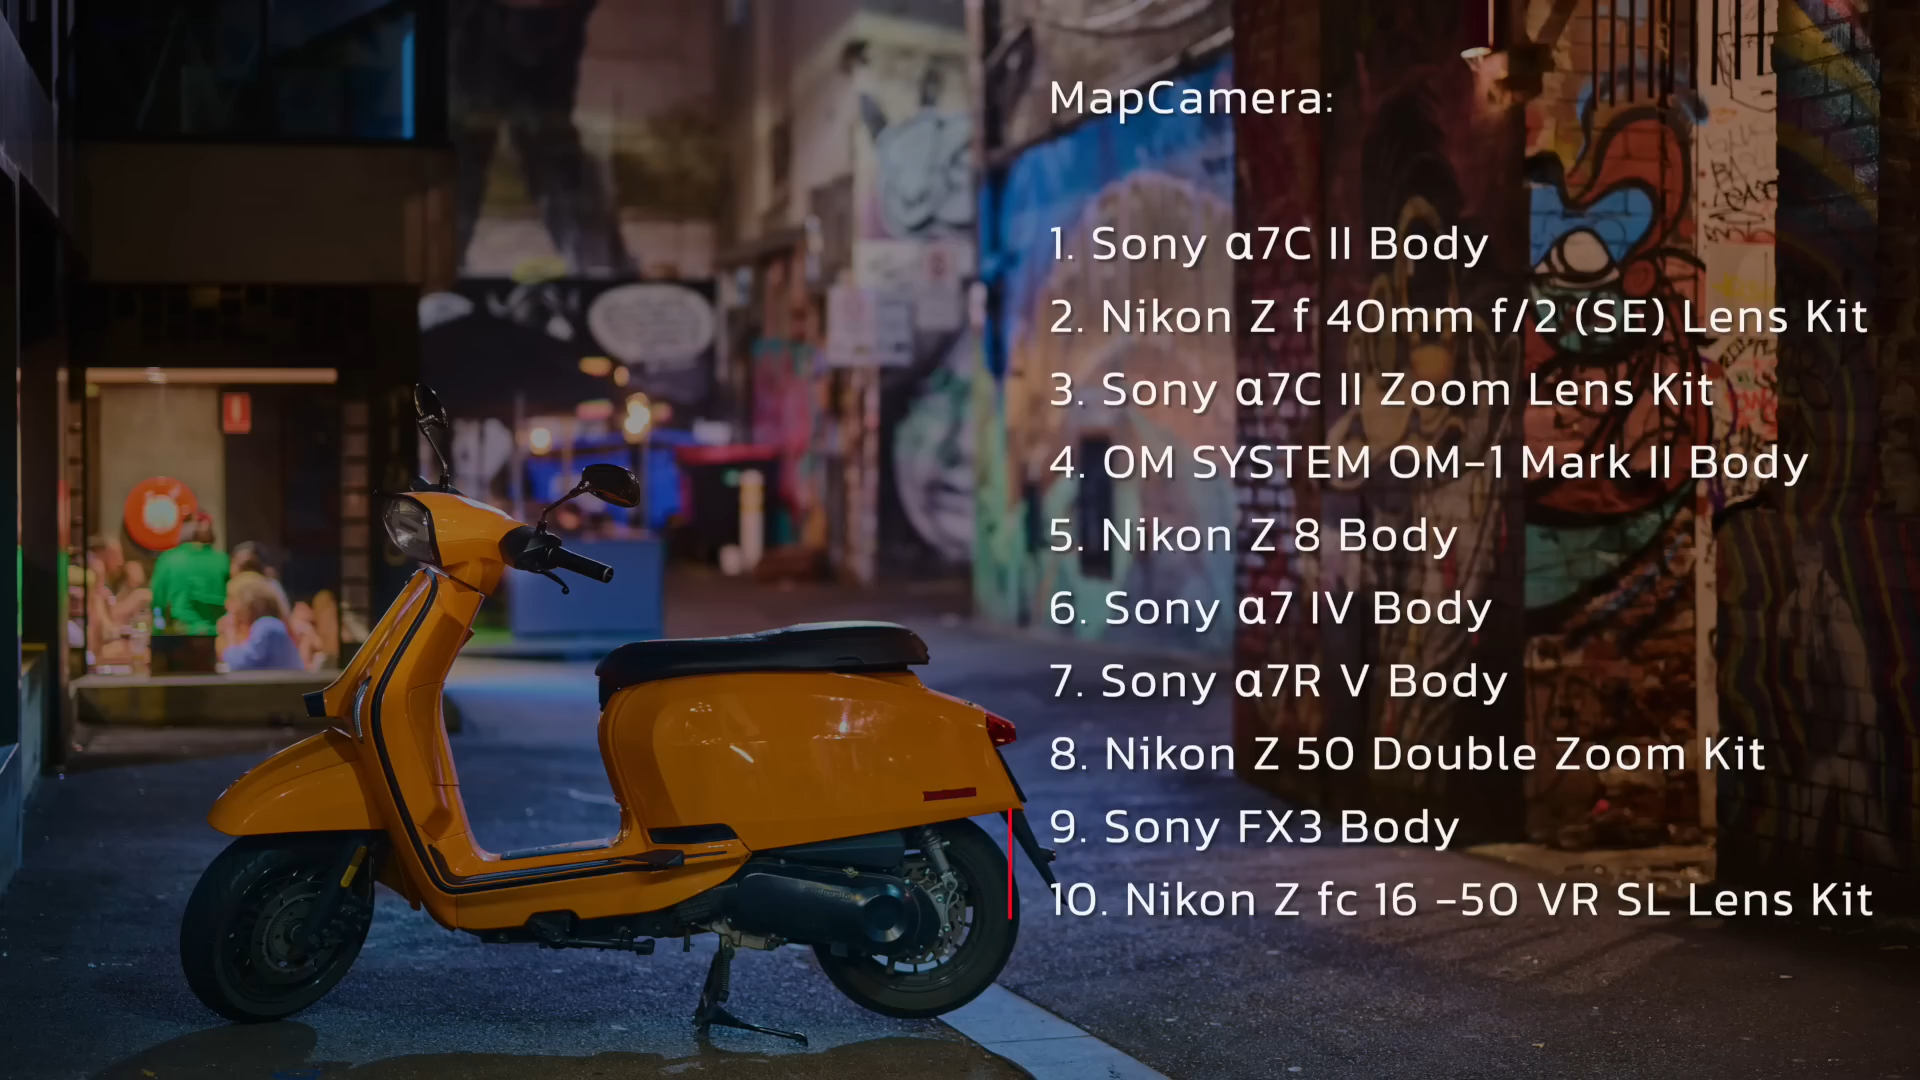 MapCamera:
1. Sony α7C II Body
2. Nikon Z f 40mm f/2 (SE) Lens Kit
3. Sony α7C II Zoom Lens Kit
4. OM SYSTEM OM-1 Mark II Body
5. Nikon Z 8 Body
6. Sony α7 IV Body
7. Sony α7R V Body
8. Nikon Z 50 Double Zoom Kit
9. Sony FX3 Body
10. Nikon Z fc 16 -50 VR SL Lens Kit